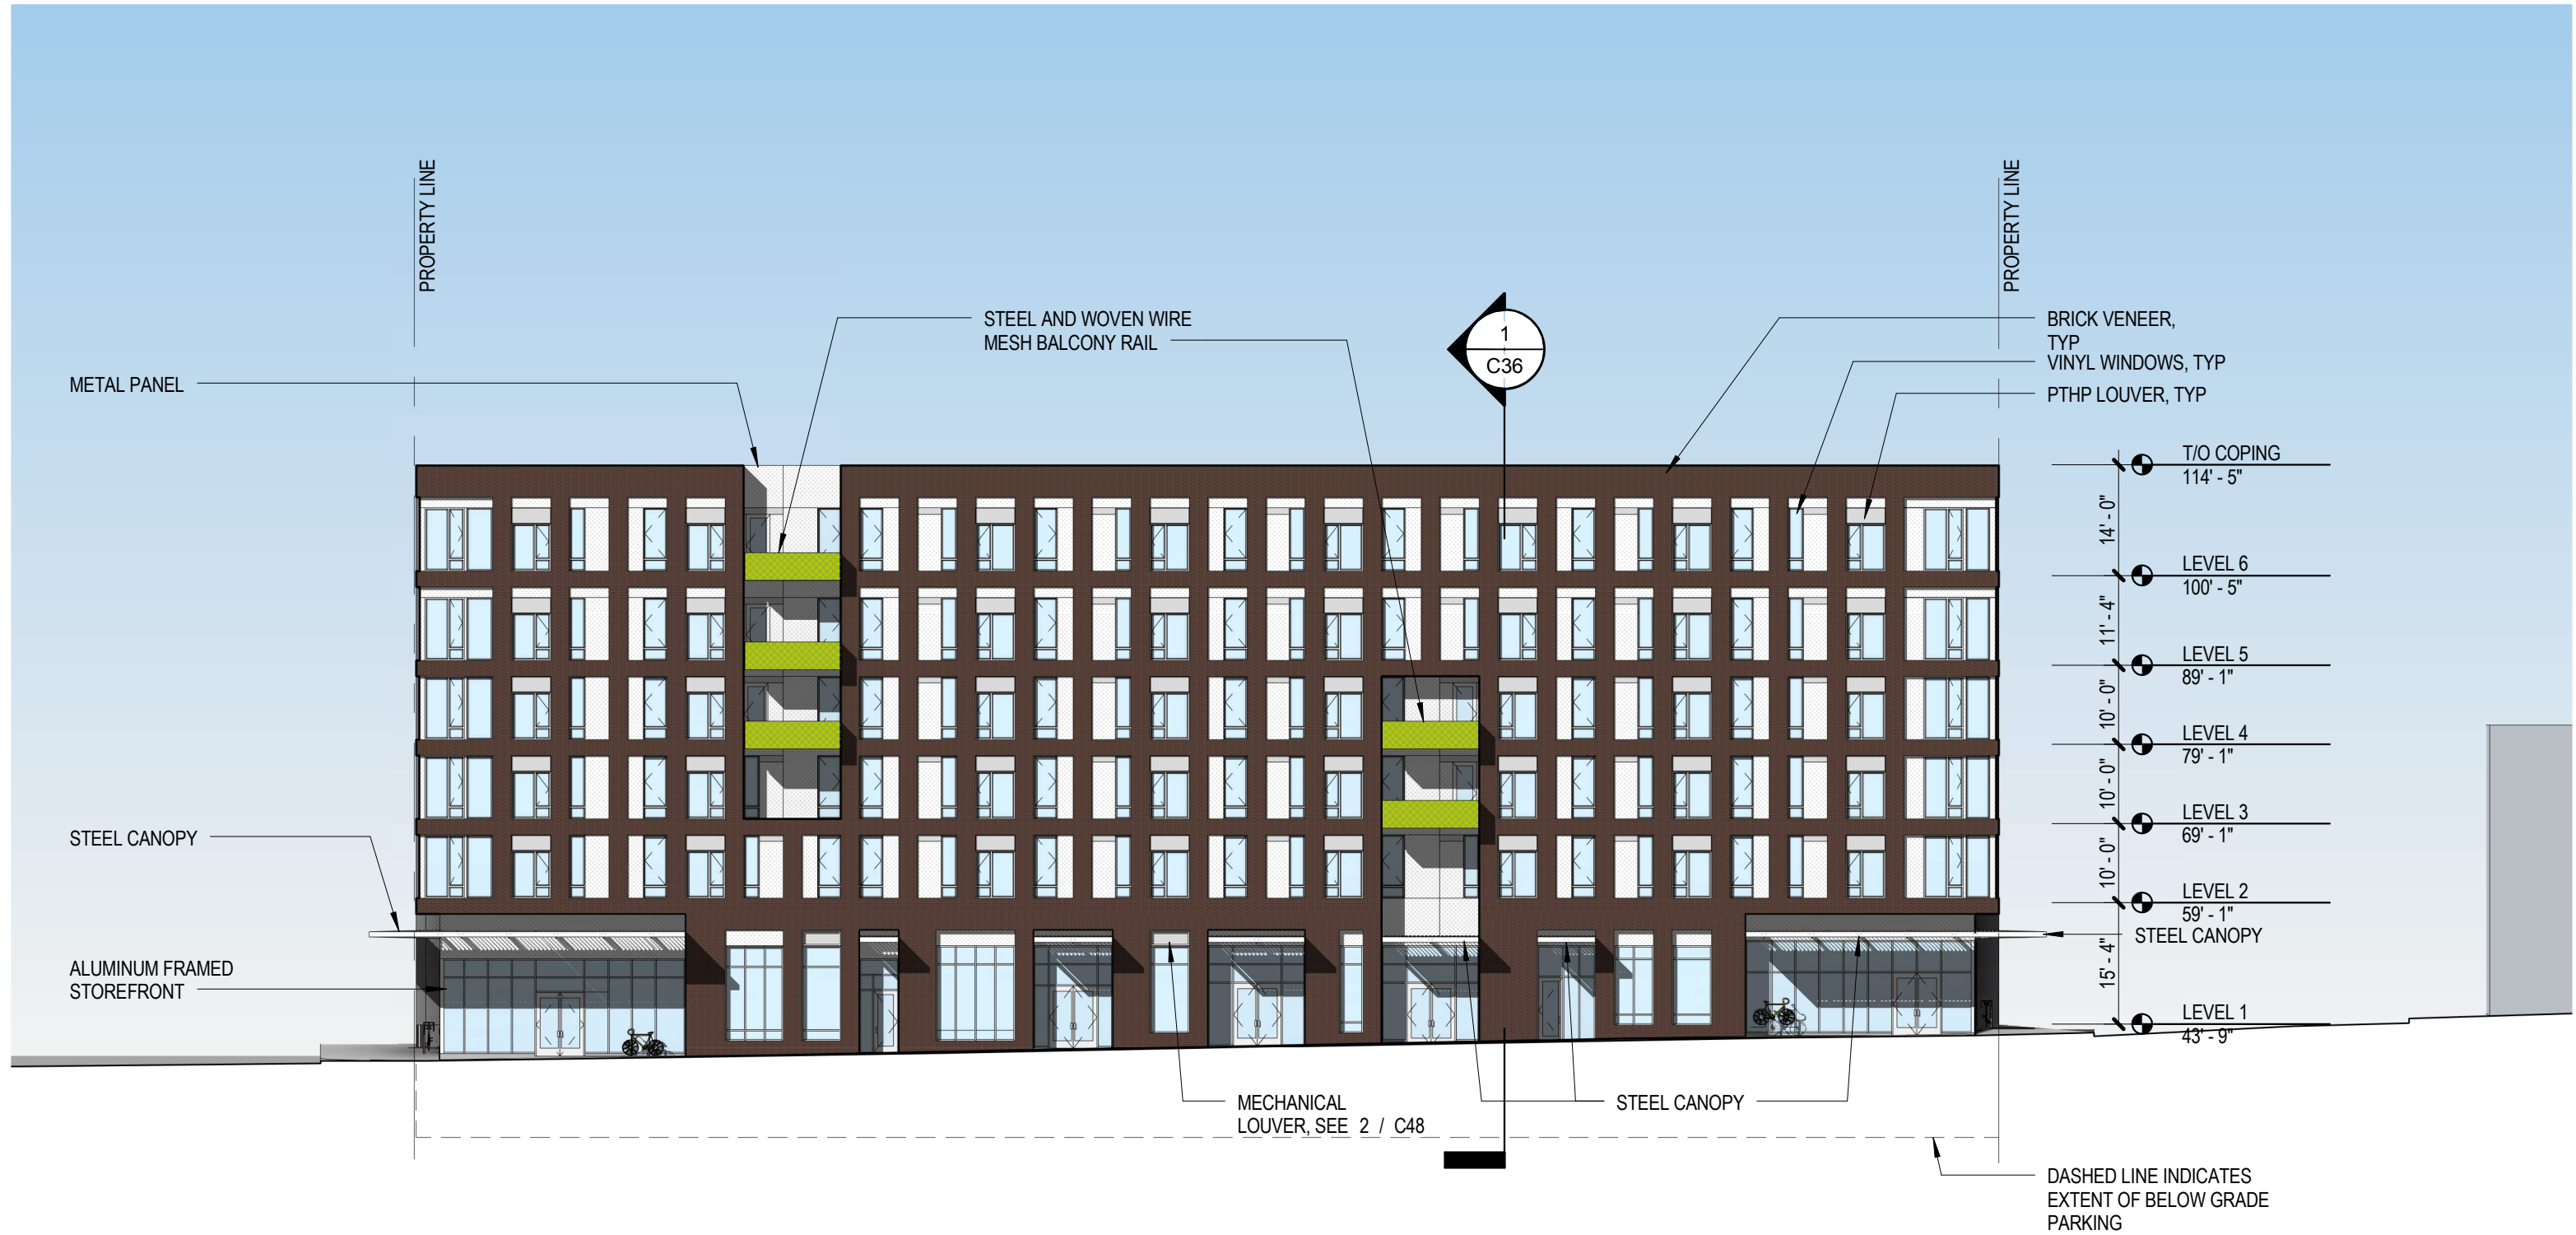 PROPERTY LINE
PROPERTY LINE
STEEL AND WOVEN WIRE
MESH BALCONY RAIL
1
C36
BRICK VENEER,
TYP
VINYL WINDOWS, TYP
PTHP LOUVER, TYP
METAL PANEL
T/O COPING
114' - 5"
14' - 0"
LEVEL 6
100' - 5"
11' - 4"
LEVEL 5
89' - 1"
10' - 0"
LEVEL 4
79' - 1"
10' - 0"
LEVEL 3
69' - 1"
10' - 0"
LEVEL 2
59' - 1"
STEEL CANOPY
15' - 4"
LEVEL 1
43' - 9"
STEEL CANOPY
ALUMINUM FRAMED
STOREFRONT
MECHANICAL
LOUVER, SEE 2 / C48
STEEL CANOPY
DASHED LINE INDICATES
EXTENT OF BELOW GRADE
PARKING